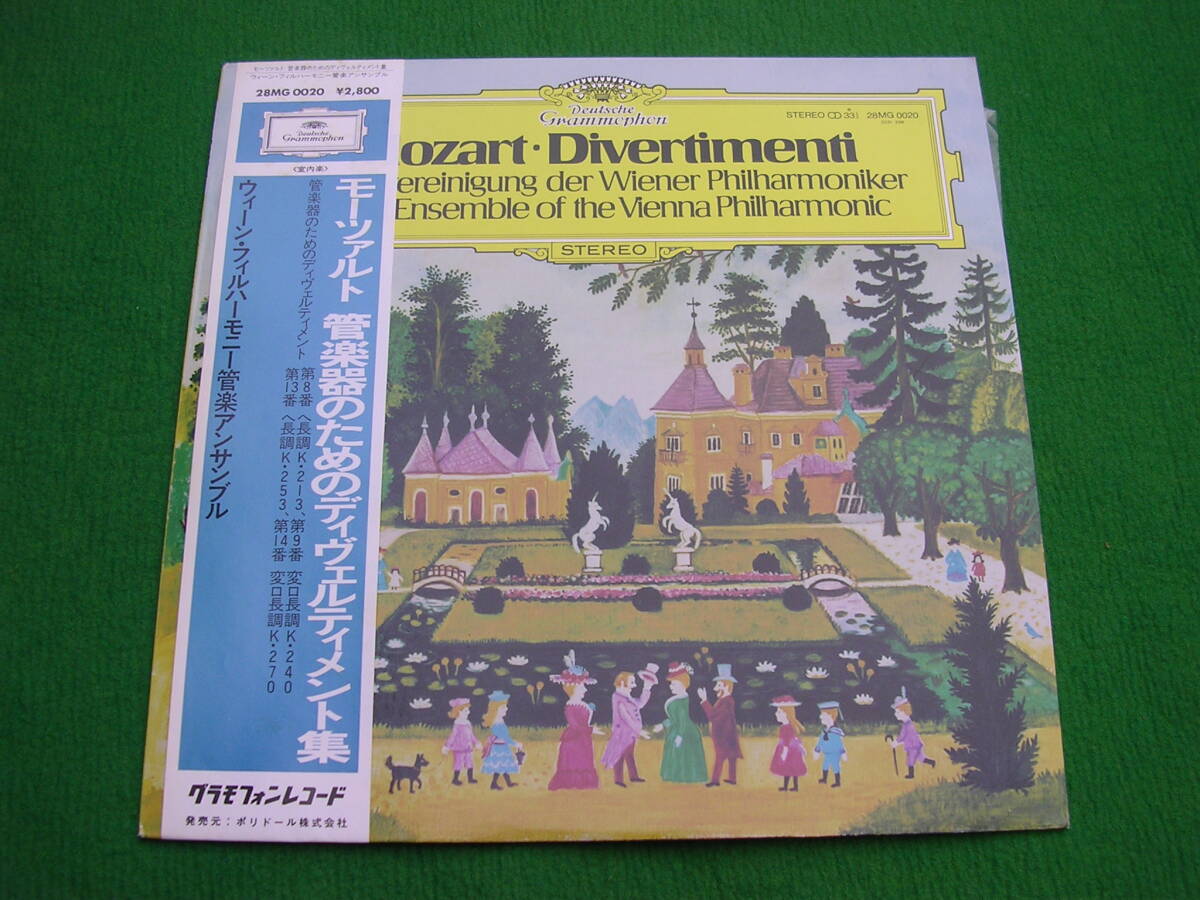 モーツァルト 管楽器のためのディヴェルティメント集
ウィーン・フィルハーモニー管楽アンサンブル
28MG 0020 ¥2,800
Deutsche
Grammophon
〈室内楽〉
モーツァルト 管楽器のためのディヴェルティメント集
管楽器のためのディヴェルティメント
第8番 ヘ長調K・213、第9番 変ロ長調K・240
第13番 ヘ長調K・253、第14番 変ロ長調K・270
ウィーン・フィルハーモニー管楽アンサンブル
グラモフォンレコード
発売元:ポリドール株式会社
Deutsche
Grammophon
STEREO 33 28MG 0020
ozart・Divertimenti
ereinigung der Wiener Philharmoniker
Ensemble of the Vienna Philharmonic
STEREO